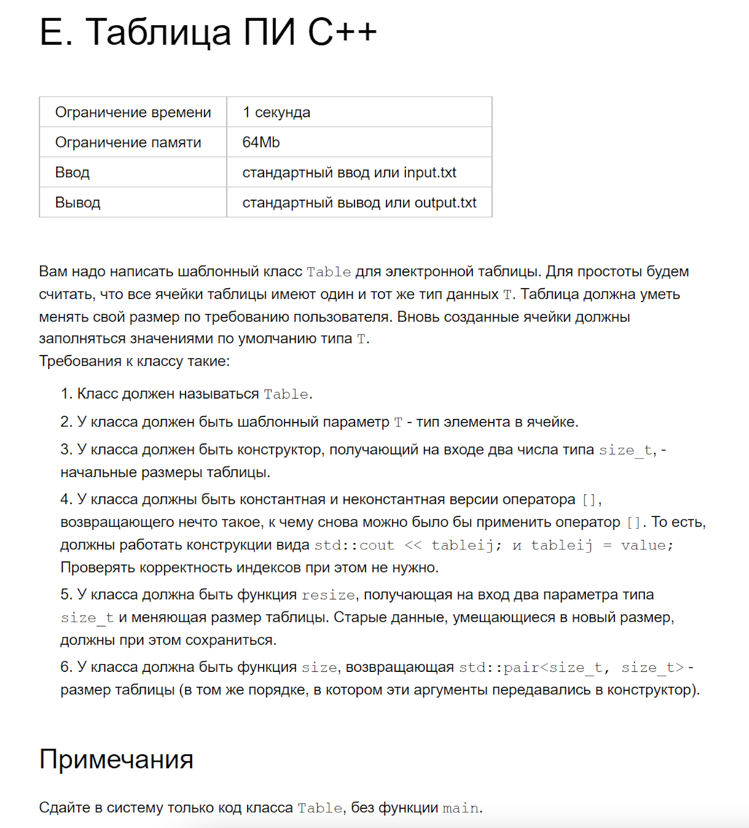 E. Таблица ПИ C++
Ограничение времени 1 секунда
Ограничение памяти 64Mb
Ввод стандартный ввод или input.txt
Вывод стандартный вывод или output.txt
Вам надо написать шаблонный класс Table для электронной таблицы. Для простоты будем
считать, что все ячейки таблицы имеют один и тот же тип данных T. Таблица должна уметь
менять свой размер по требованию пользователя. Вновь созданные ячейки должны
заполняться значениями по умолчанию типа T.
Требования к классу такие:
1. Класс должен называться Table.
2. У класса должен быть шаблонный параметр T - тип элемента в ячейке.
3. У класса должен быть конструктор, получающий на входе два числа типа size_t, -
начальные размеры таблицы.
4. У класса должны быть константная и неконстантная версии оператора [],
возвращающего нечто такое, к чему снова можно было бы применить оператор []. То есть,
должны работать конструкции вида std::cout << tableij; и tableij = value;
Проверять корректность индексов при этом не нужно.
5. У класса должна быть функция resize, получающая на вход два параметра типа
size_t и меняющая размер таблицы. Старые данные, умещающиеся в новый размер,
должны при этом сохраниться.
6. У класса должна быть функция size, возвращающая std::pair<size_t, size_t> -
размер таблицы (в том же порядке, в котором эти аргументы передавались в конструктор).
Примечания
Сдайте в систему только код класса Table, без функции main.